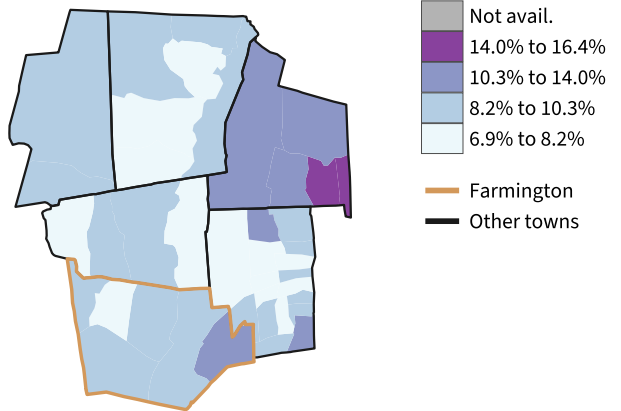 Not avail.
14.0% to 16.4%
10.3% to 14.0%
8.2% to 10.3%
6.9% to 8.2%
Farmington
Other towns